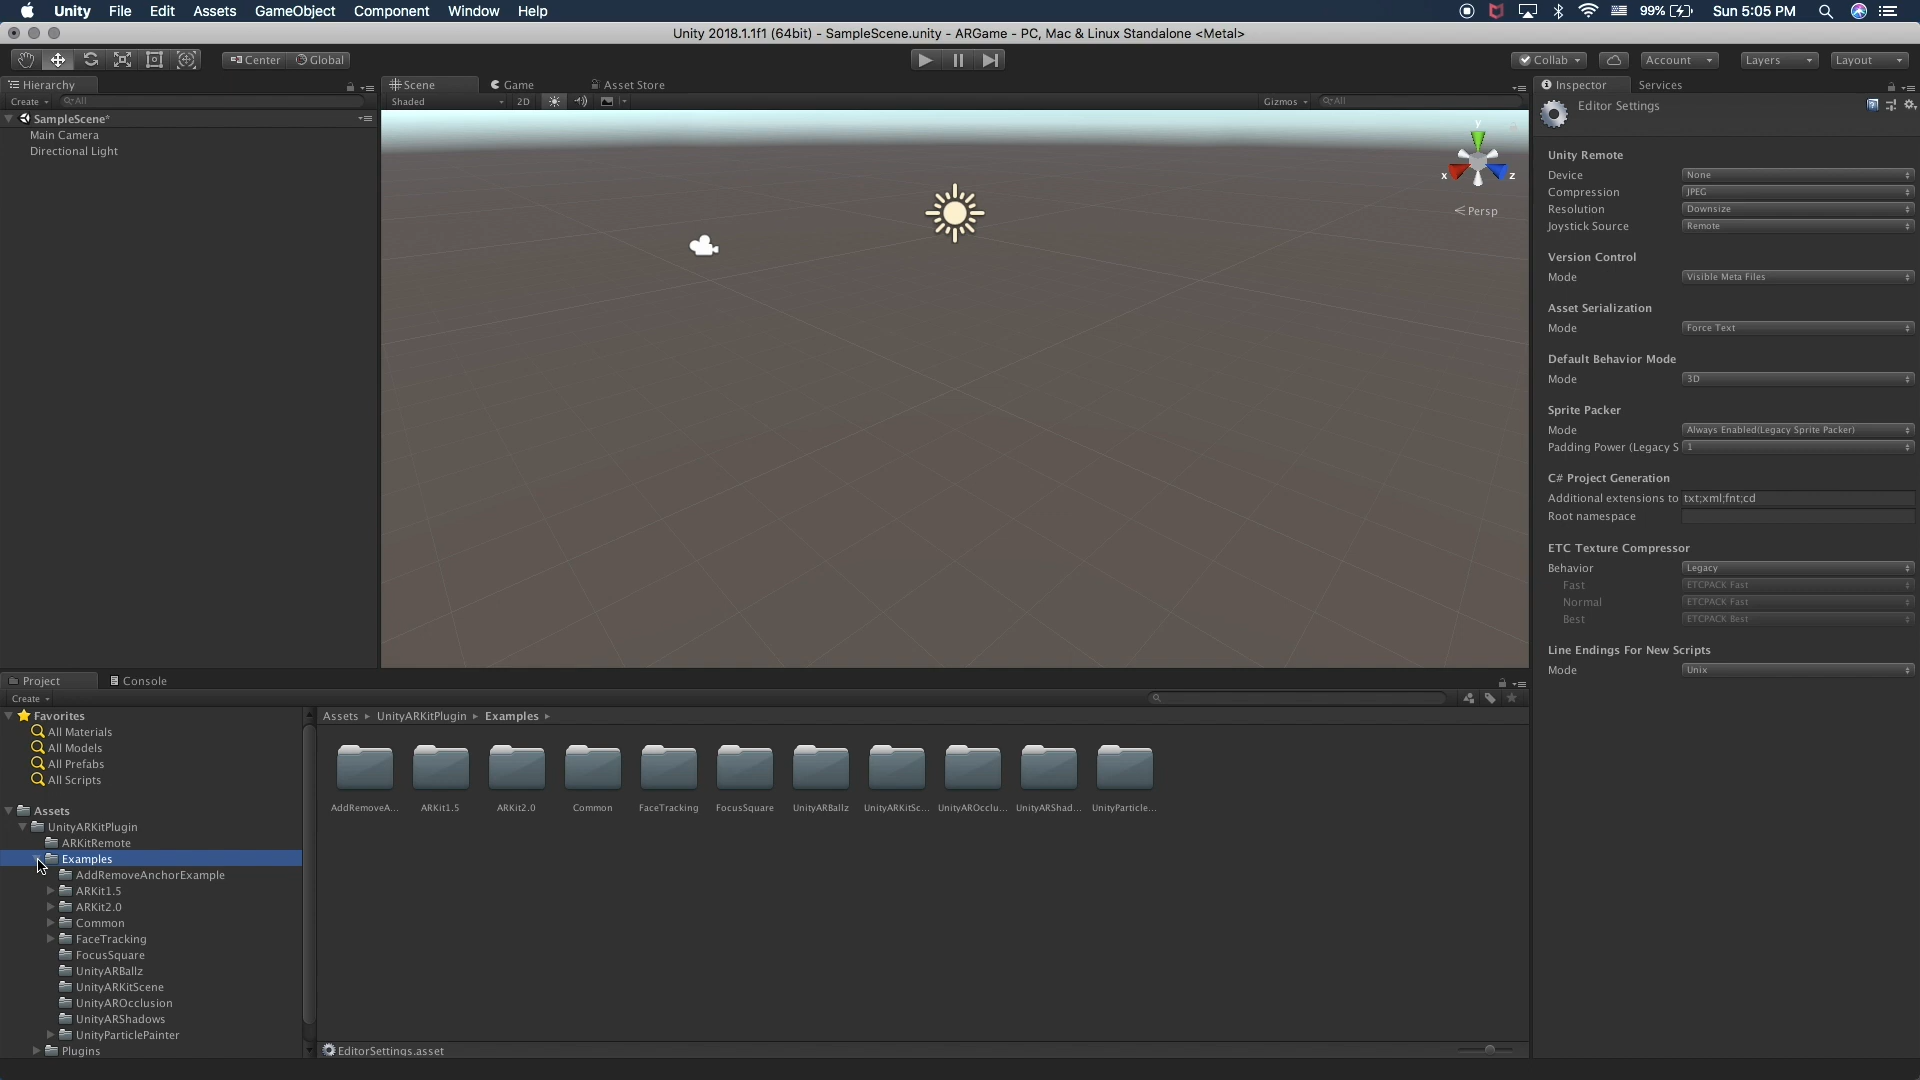 Unity File Edit Assets GameObject Component Window Help 99% Sun 5:05 PM
Unity 2018.1.1f1 (64bit) - SampleScene.unity - ARGame - PC, Mac & Linux Standalone <Metal>
Center Global Collab Account Layers Layout
Hierarchy
Create All
SampleScene*
Main Camera
Directional Light
Scene Game Asset Store
Shaded 2D Gizmos All
y
x z
Persp
Inspector Services
Editor Settings
Unity Remote
Device None
Compression JPEG
Resolution Downsize
Joystick Source Remote
Version Control
Mode Visible Meta Files
Asset Serialization
Mode Force Text
Default Behavior Mode
Mode 3D
Sprite Packer
Mode Always Enabled(Legacy Sprite Packer)
Padding Power (Legacy S 1
C# Project Generation
Additional extensions to txt;xml;fnt;cd
Root namespace
ETC Texture Compressor
Behavior Legacy
Fast ETCPACK Fast
Normal ETCPACK Fast
Best ETCPACK Best
Line Endings For New Scripts
Mode Unix
Project Console
Create
Favorites
All Materials
All Models
All Prefabs
All Scripts
Assets
UnityARKitPlugin
ARKitRemote
Examples
AddRemoveAnchorExample
ARKit1.5
ARKit2.0
Common
FaceTracking
FocusSquare
UnityARBallz
UnityARKitScene
UnityAROcclusion
UnityARShadows
UnityParticlePainter
Plugins
Assets UnityARKitPlugin Examples
AddRemoveA... ARKit1.5 ARKit2.0 Common FaceTracking FocusSquare UnityARBallz UnityARKitSc... UnityAROcclu... UnityARShad... UnityParticle...
EditorSettings.asset